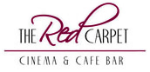 THE Red CARPET
CINEMA & CAFE BAR